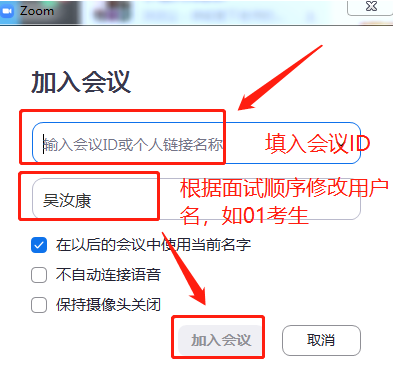 Zoom
加入会议
输入会议ID或个人链接名称
填入会议ID
吴汝康
根据面试顺序修改用户
名，如01考生
在以后的会议中使用当前名字
不自动连接语音
保持摄像头关闭
加入会议
取消